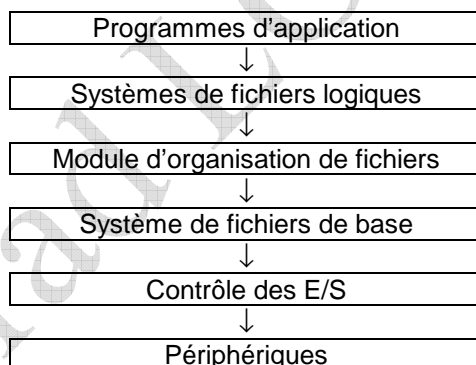 Programmes d'application
↓
Systèmes de fichiers logiques
↓
Module d'organisation de fichiers
↓
Système de fichiers de base
↓
Contrôle des E/S
↓
Périphériques